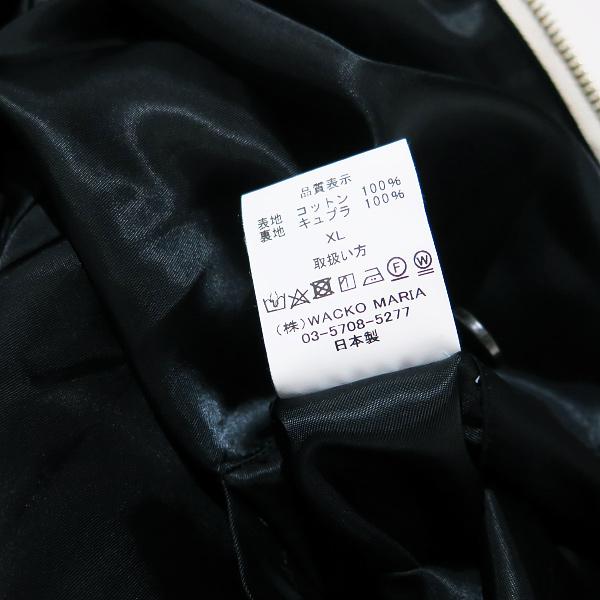 品質表示
表地 コットン 100%
裏地 キュプラ 100%
XL
取扱い方
F W
(株)WACKO MARIA
03-5708-5277
日本製